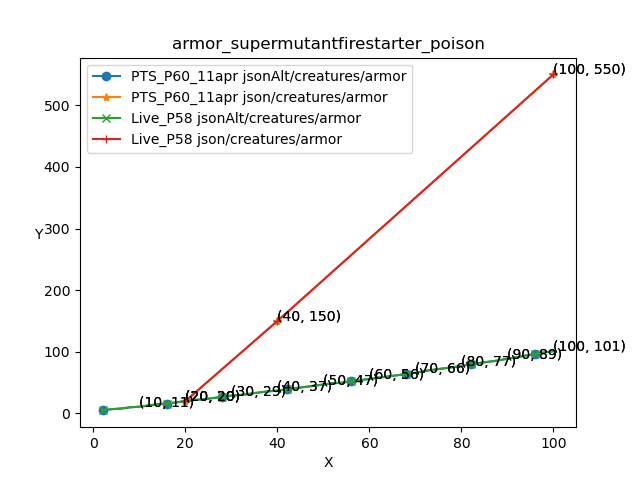 armor_supermutantfirestarter_poison
PTS_P60_11apr jsonAlt/creatures/armor
PTS_P60_11apr json/creatures/armor
Live_P58 jsonAlt/creatures/armor
Live_P58 json/creatures/armor
(100, 550)
500
400
300
Y
200
(40, 150)
100
(100, 101)
(90, 89)
(80, 77)
(70, 66)
(60, 56)
(50, 47)
(40, 37)
(30, 29)
(20, 20)
(10, 11)
0
0 20 40 60 80 100
X